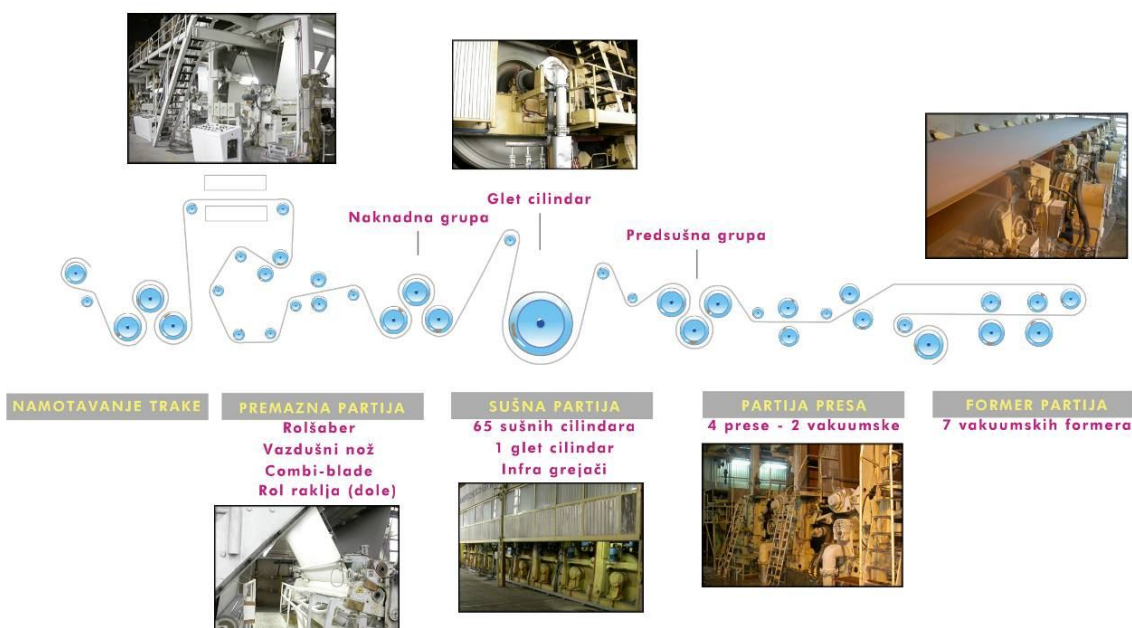 Glet cilindar
Naknadna grupa
Predsušna grupa
NAMOTAVANJE TRAKE
PREMAZNA PARTIJA
Rolšaber
Vazdušni nož
Combi-blade
Rol raklja (dole)
SUŠNA PARTIJA
65 sušnih cilindara
1 glet cilindar
Infra grejači
PARTIJA PRESA
4 prese - 2 vakuumske
FORMER PARTIJA
7 vakuumskih formera